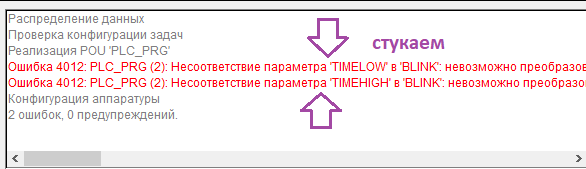 Распределение данных
Проверка конфигурации задач
Реализация POU 'PLC_PRG'
стукаем
Ошибка 4012: PLC_PRG (2): Несоответствие параметра 'TIMELOW' в 'BLINK': невозможно преобразов
Ошибка 4012: PLC_PRG (2): Несоответствие параметра 'TIMEHIGH' в 'BLINK': невозможно преобразо
Конфигурация аппаратуры
2 ошибок, 0 предупреждений.